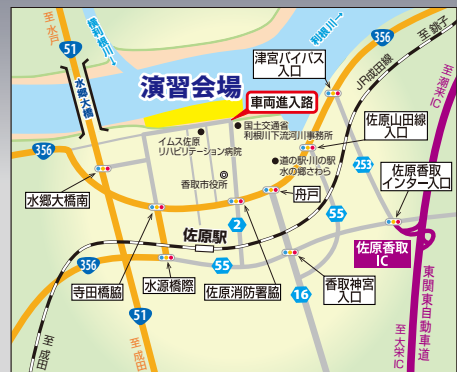 51
至水戸
横利根川→
利根川→
津宮バイパス
入口
356
至銚子
JR成田線
至潮来IC
水郷大橋
演習会場
車両進入路
国土交通省
利根川下流河川事務所
イムス佐原
リハビリテーション病院
佐原山田線
入口
道の駅・川の駅
水の郷さわら
356
253
佐原香取
インター入口
水郷大橋南
香取市役所
舟戸
2
55
佐原駅
佐原香取
IC
356
寺田橋脇
水源橋際
55
佐原消防署脇
香取神宮
入口
16
東関東自動車道
51
至成田
至成田
至大栄IC